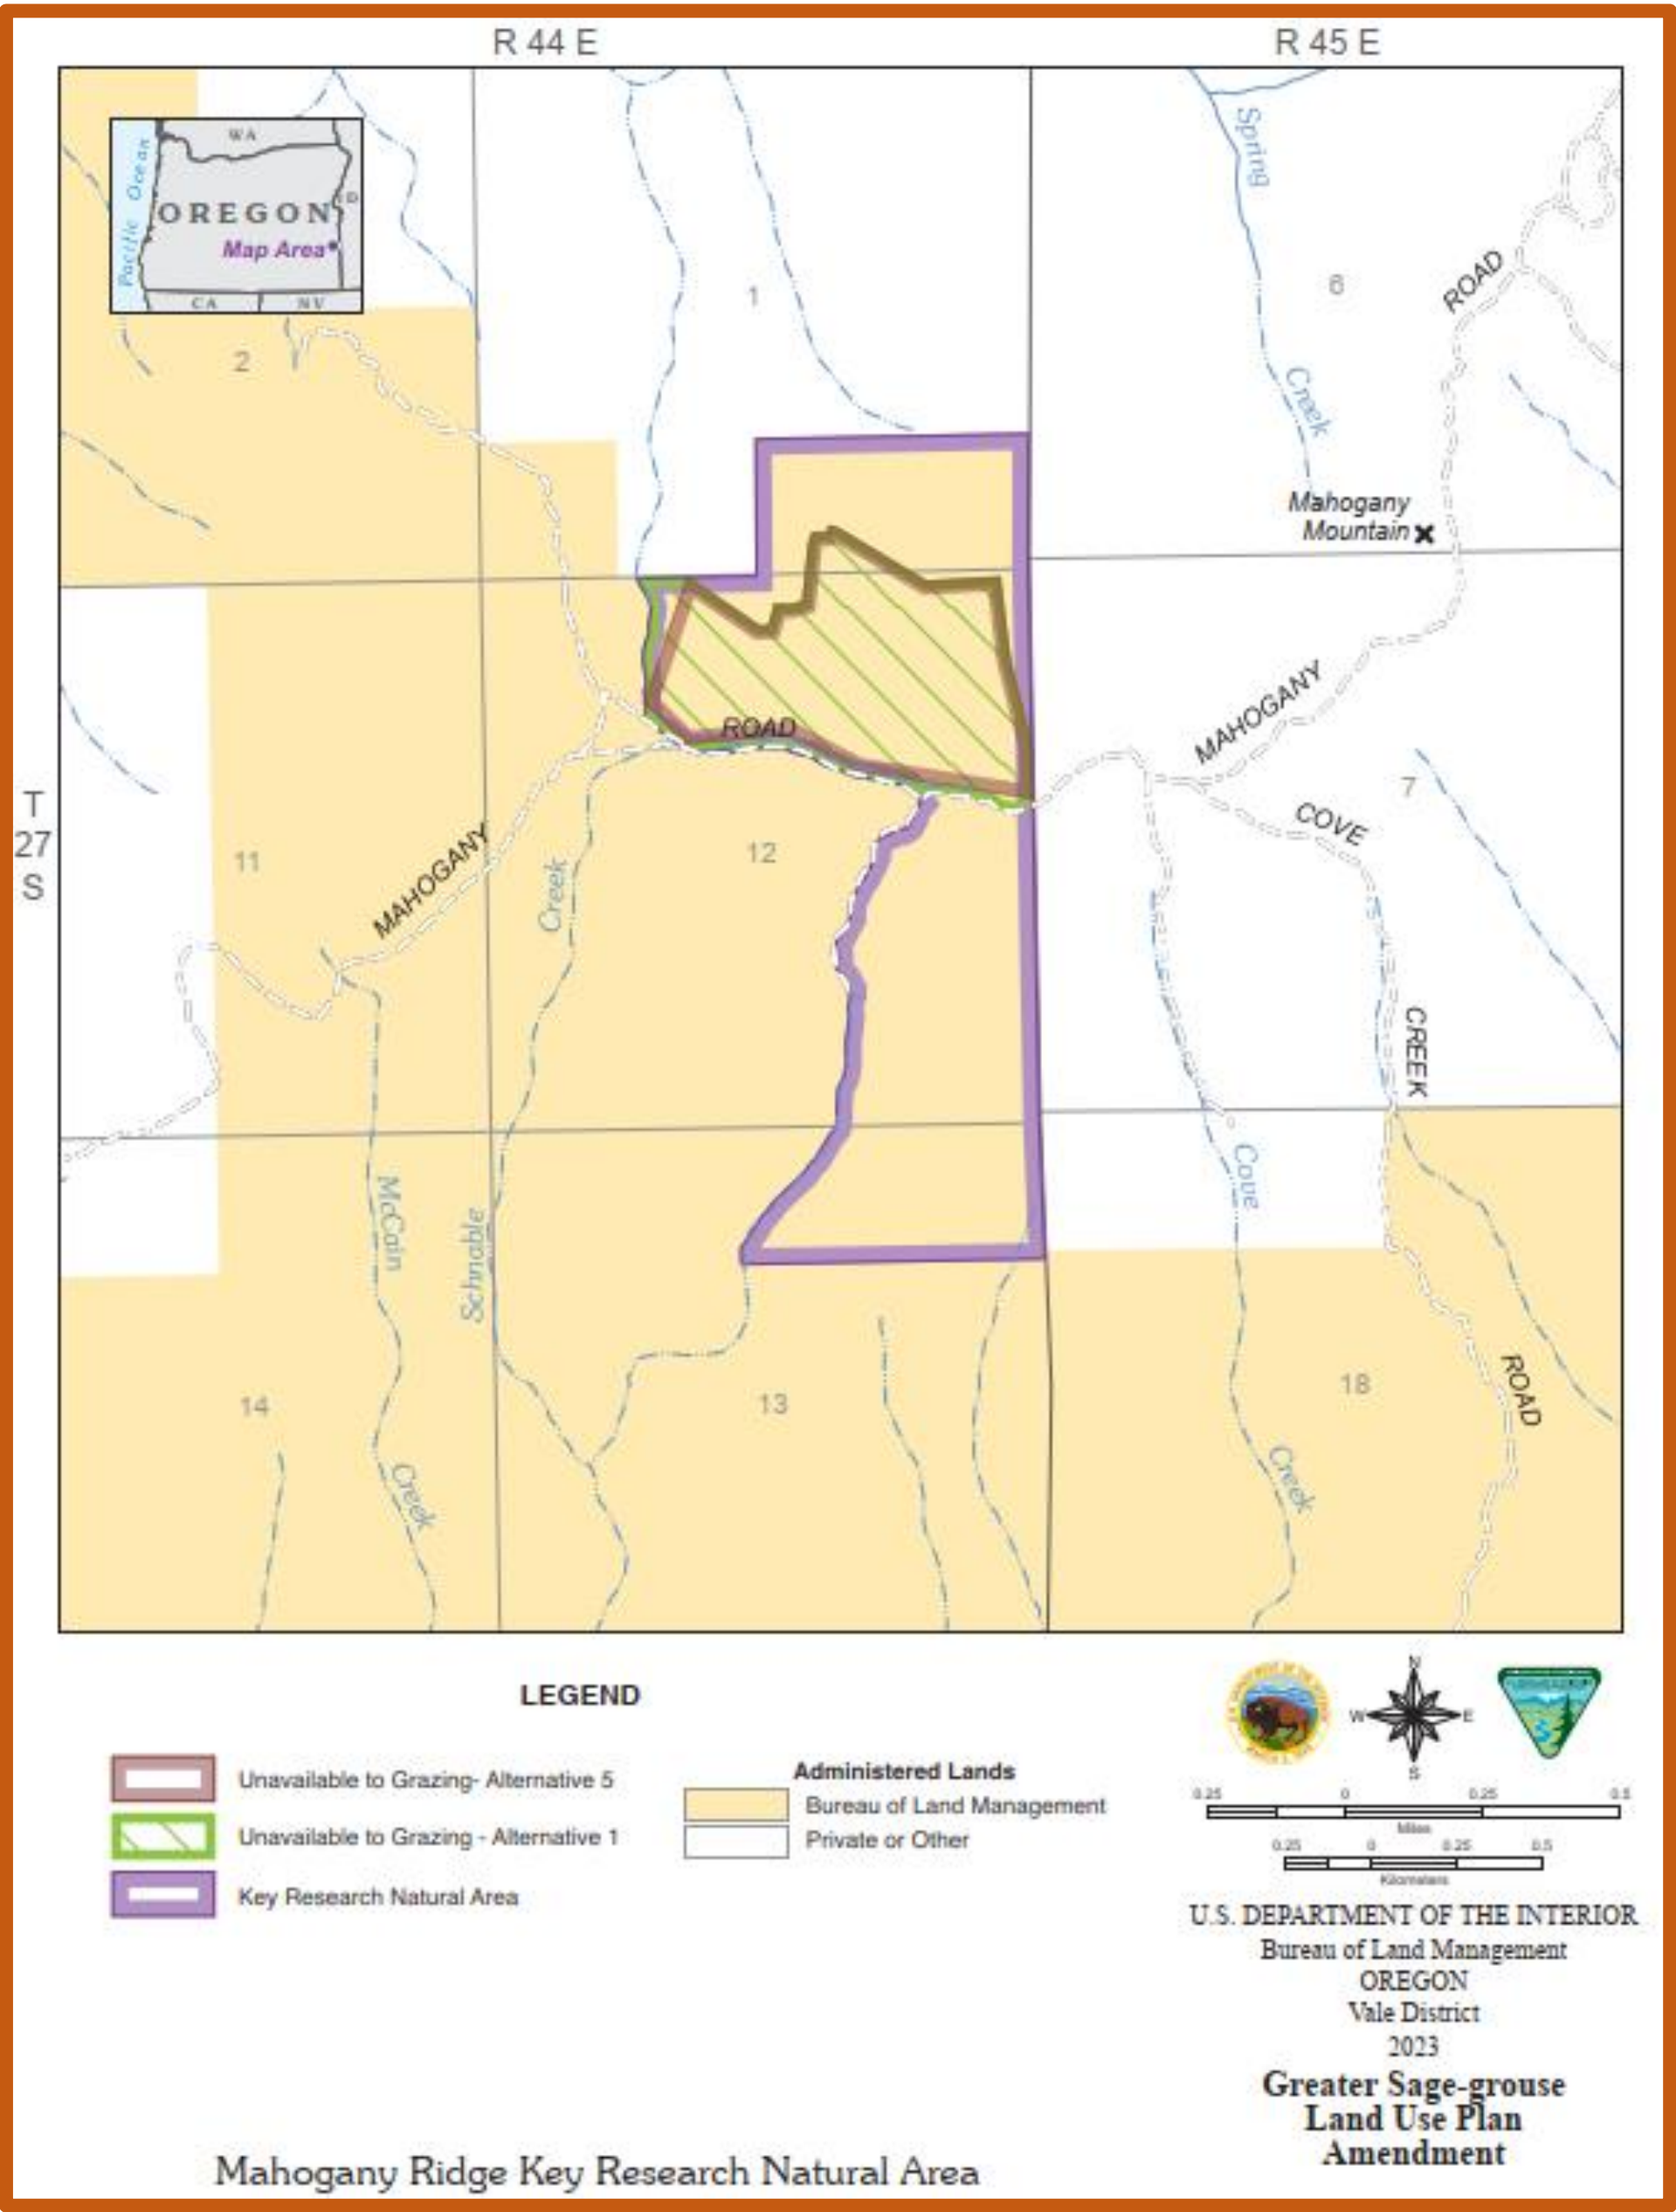 R 44 E
R 45 E
WA
Pacific Ocean
OREGON
Map Area
CA
NV
Spring
Creek
1
6
ROAD
2
Mahogany
Mountain
ROAD
MAHOGANY
7
T
27
S
COVE
11
MAHOGANY
Creek
12
CREEK
McCain
Schnable
Cove
14
13
18
ROAD
Creek
Creek
LEGEND
Unavailable to Grazing- Alternative 5
Unavailable to Grazing - Alternative 1
Key Research Natural Area
Administered Lands
Bureau of Land Management
Private or Other
N
W
E
S
0.25 0 0.25 0.5
Miles
0.25 0 0.25 0.5
Kilometers
U.S. DEPARTMENT OF THE INTERIOR
Bureau of Land Management
OREGON
Vale District
2023
Greater Sage-grouse
Land Use Plan
Amendment
Mahogany Ridge Key Research Natural Area